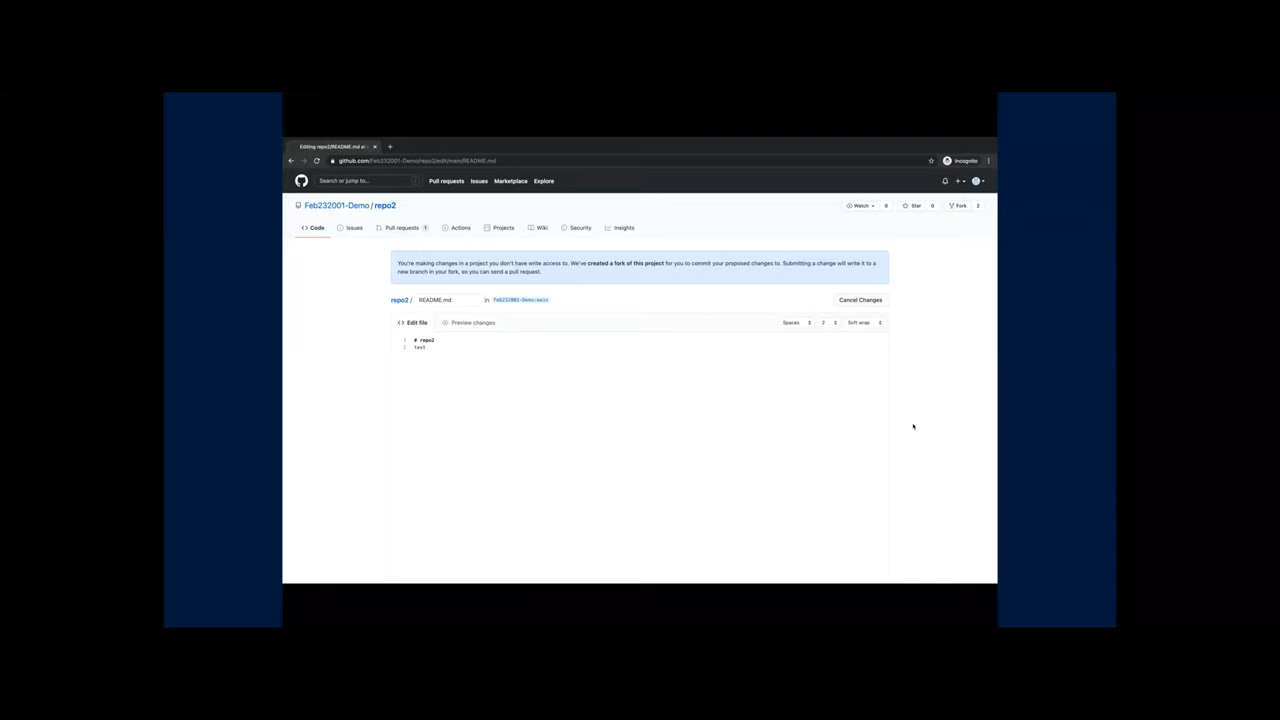 Editing repo2/README.md at
github.com/Feb232001-Demo/repo2/edit/main/README.md
Incognito
Search or jump to...
/
Pull requests
Issues
Marketplace
Explore
Feb232001-Demo / repo2
Watch 0
Star 0
Fork 2
Code
Issues
Pull requests 1
Actions
Projects
Wiki
Security
Insights
You're making changes in a project you don't have write access to. We've created a fork of this project for you to commit your proposed changes to. Submitting a change will write it to a
new branch in your fork, so you can send a pull request.
repo2 / README.md in Feb232001-Demo:main
Cancel Changes
Edit file
Preview changes
Spaces
2
Soft wrap
1 # repo2
2 test